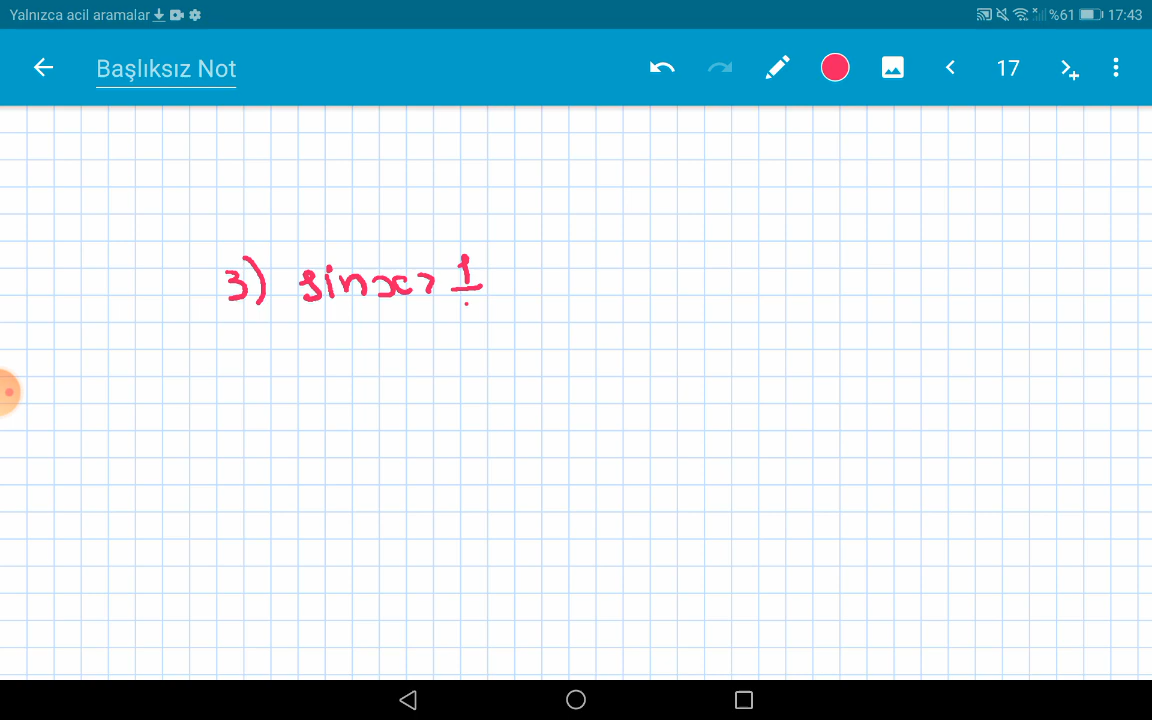 Yalnızca acil aramalar %61 17:43
Başlıksız Not 17
3) sinx > 1